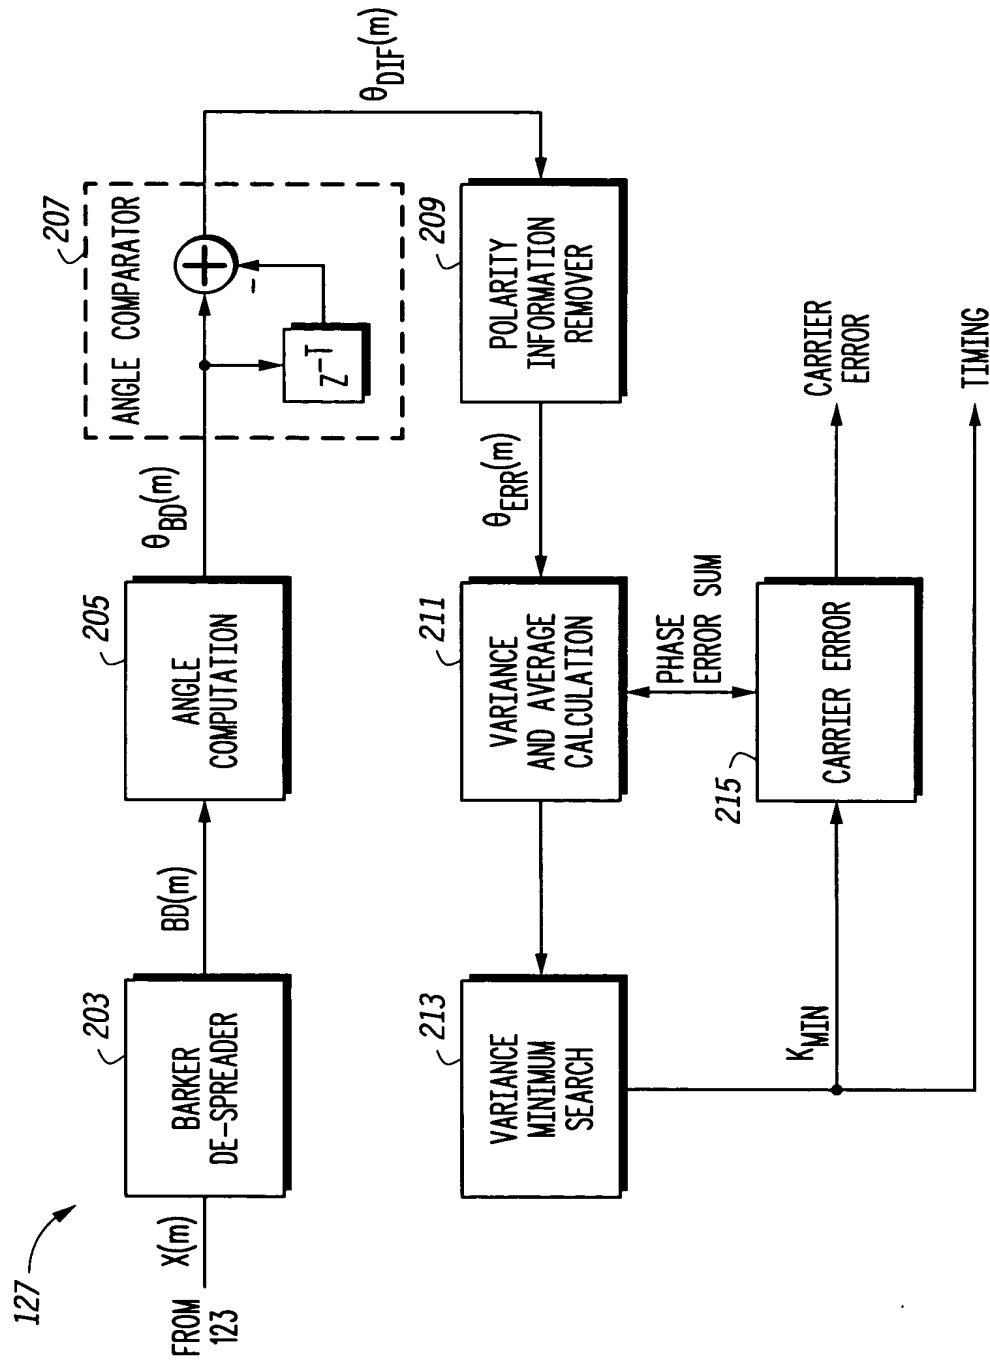 127
FROM
123
X(m)
203
BARKER
DE-SPREADER
BD(m)
205
ANGLE
COMPUTATION
θBD(m)
207
ANGLE COMPARATOR
-
Z-T
θDIF(m)
209
POLARITY
INFORMATION
REMOVER
θERR(m)
211
VARIANCE
AND AVERAGE
CALCULATION
213
VARIANCE
MINIMUM
SEARCH
PHASE
ERROR SUM
KMIN
215
CARRIER ERROR
CARRIER
ERROR
TIMING